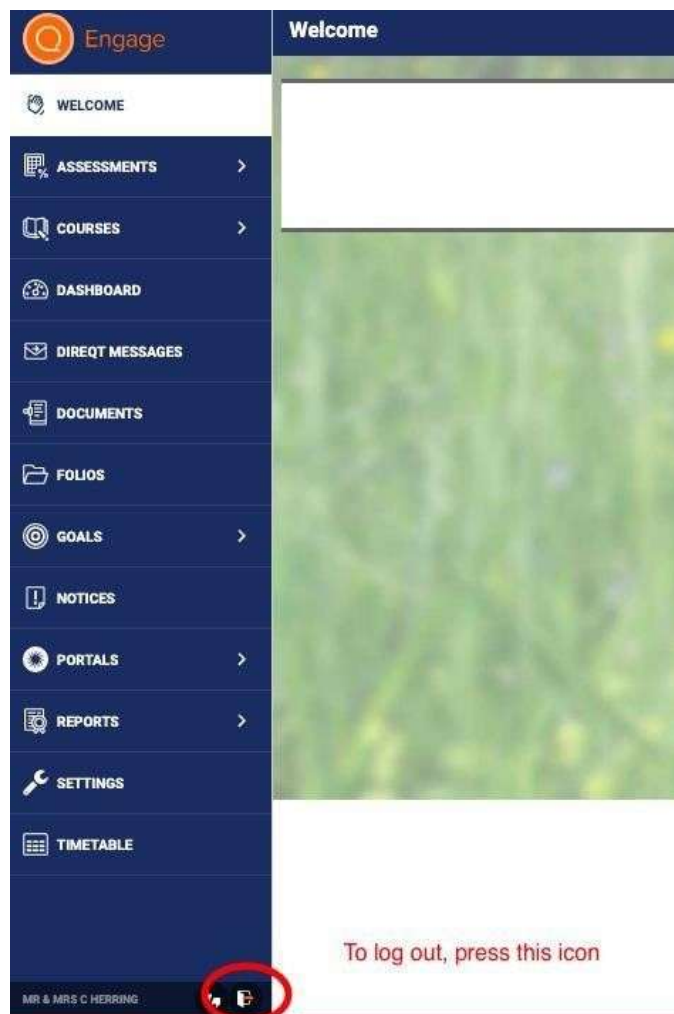 Engage
Welcome
WELCOME
ASSESSMENTS
COURSES
DASHBOARD
DIREQT MESSAGES
DOCUMENTS
FOLIOS
GOALS
NOTICES
PORTALS
REPORTS
SETTINGS
TIMETABLE
To log out, press this icon
MR & MRS C HERRING